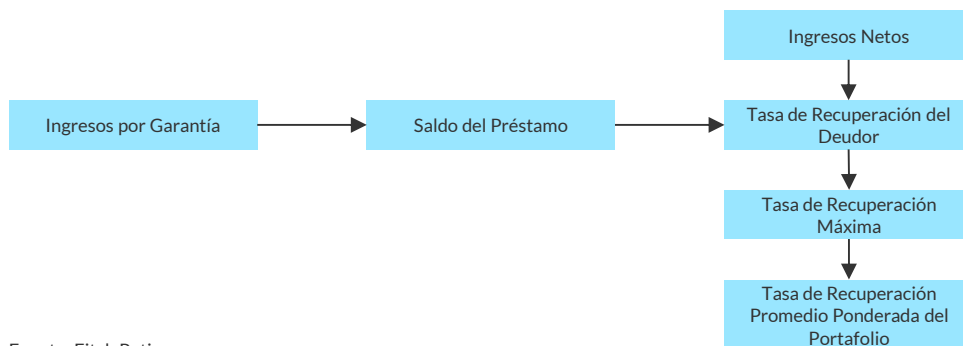 Ingresos Netos
Ingresos por Garantía
Saldo del Préstamo
Tasa de Recuperación del
Deudor
Tasa de Recuperación
Máxima
Tasa de Recuperación
Promedio Ponderada del
Portafolio